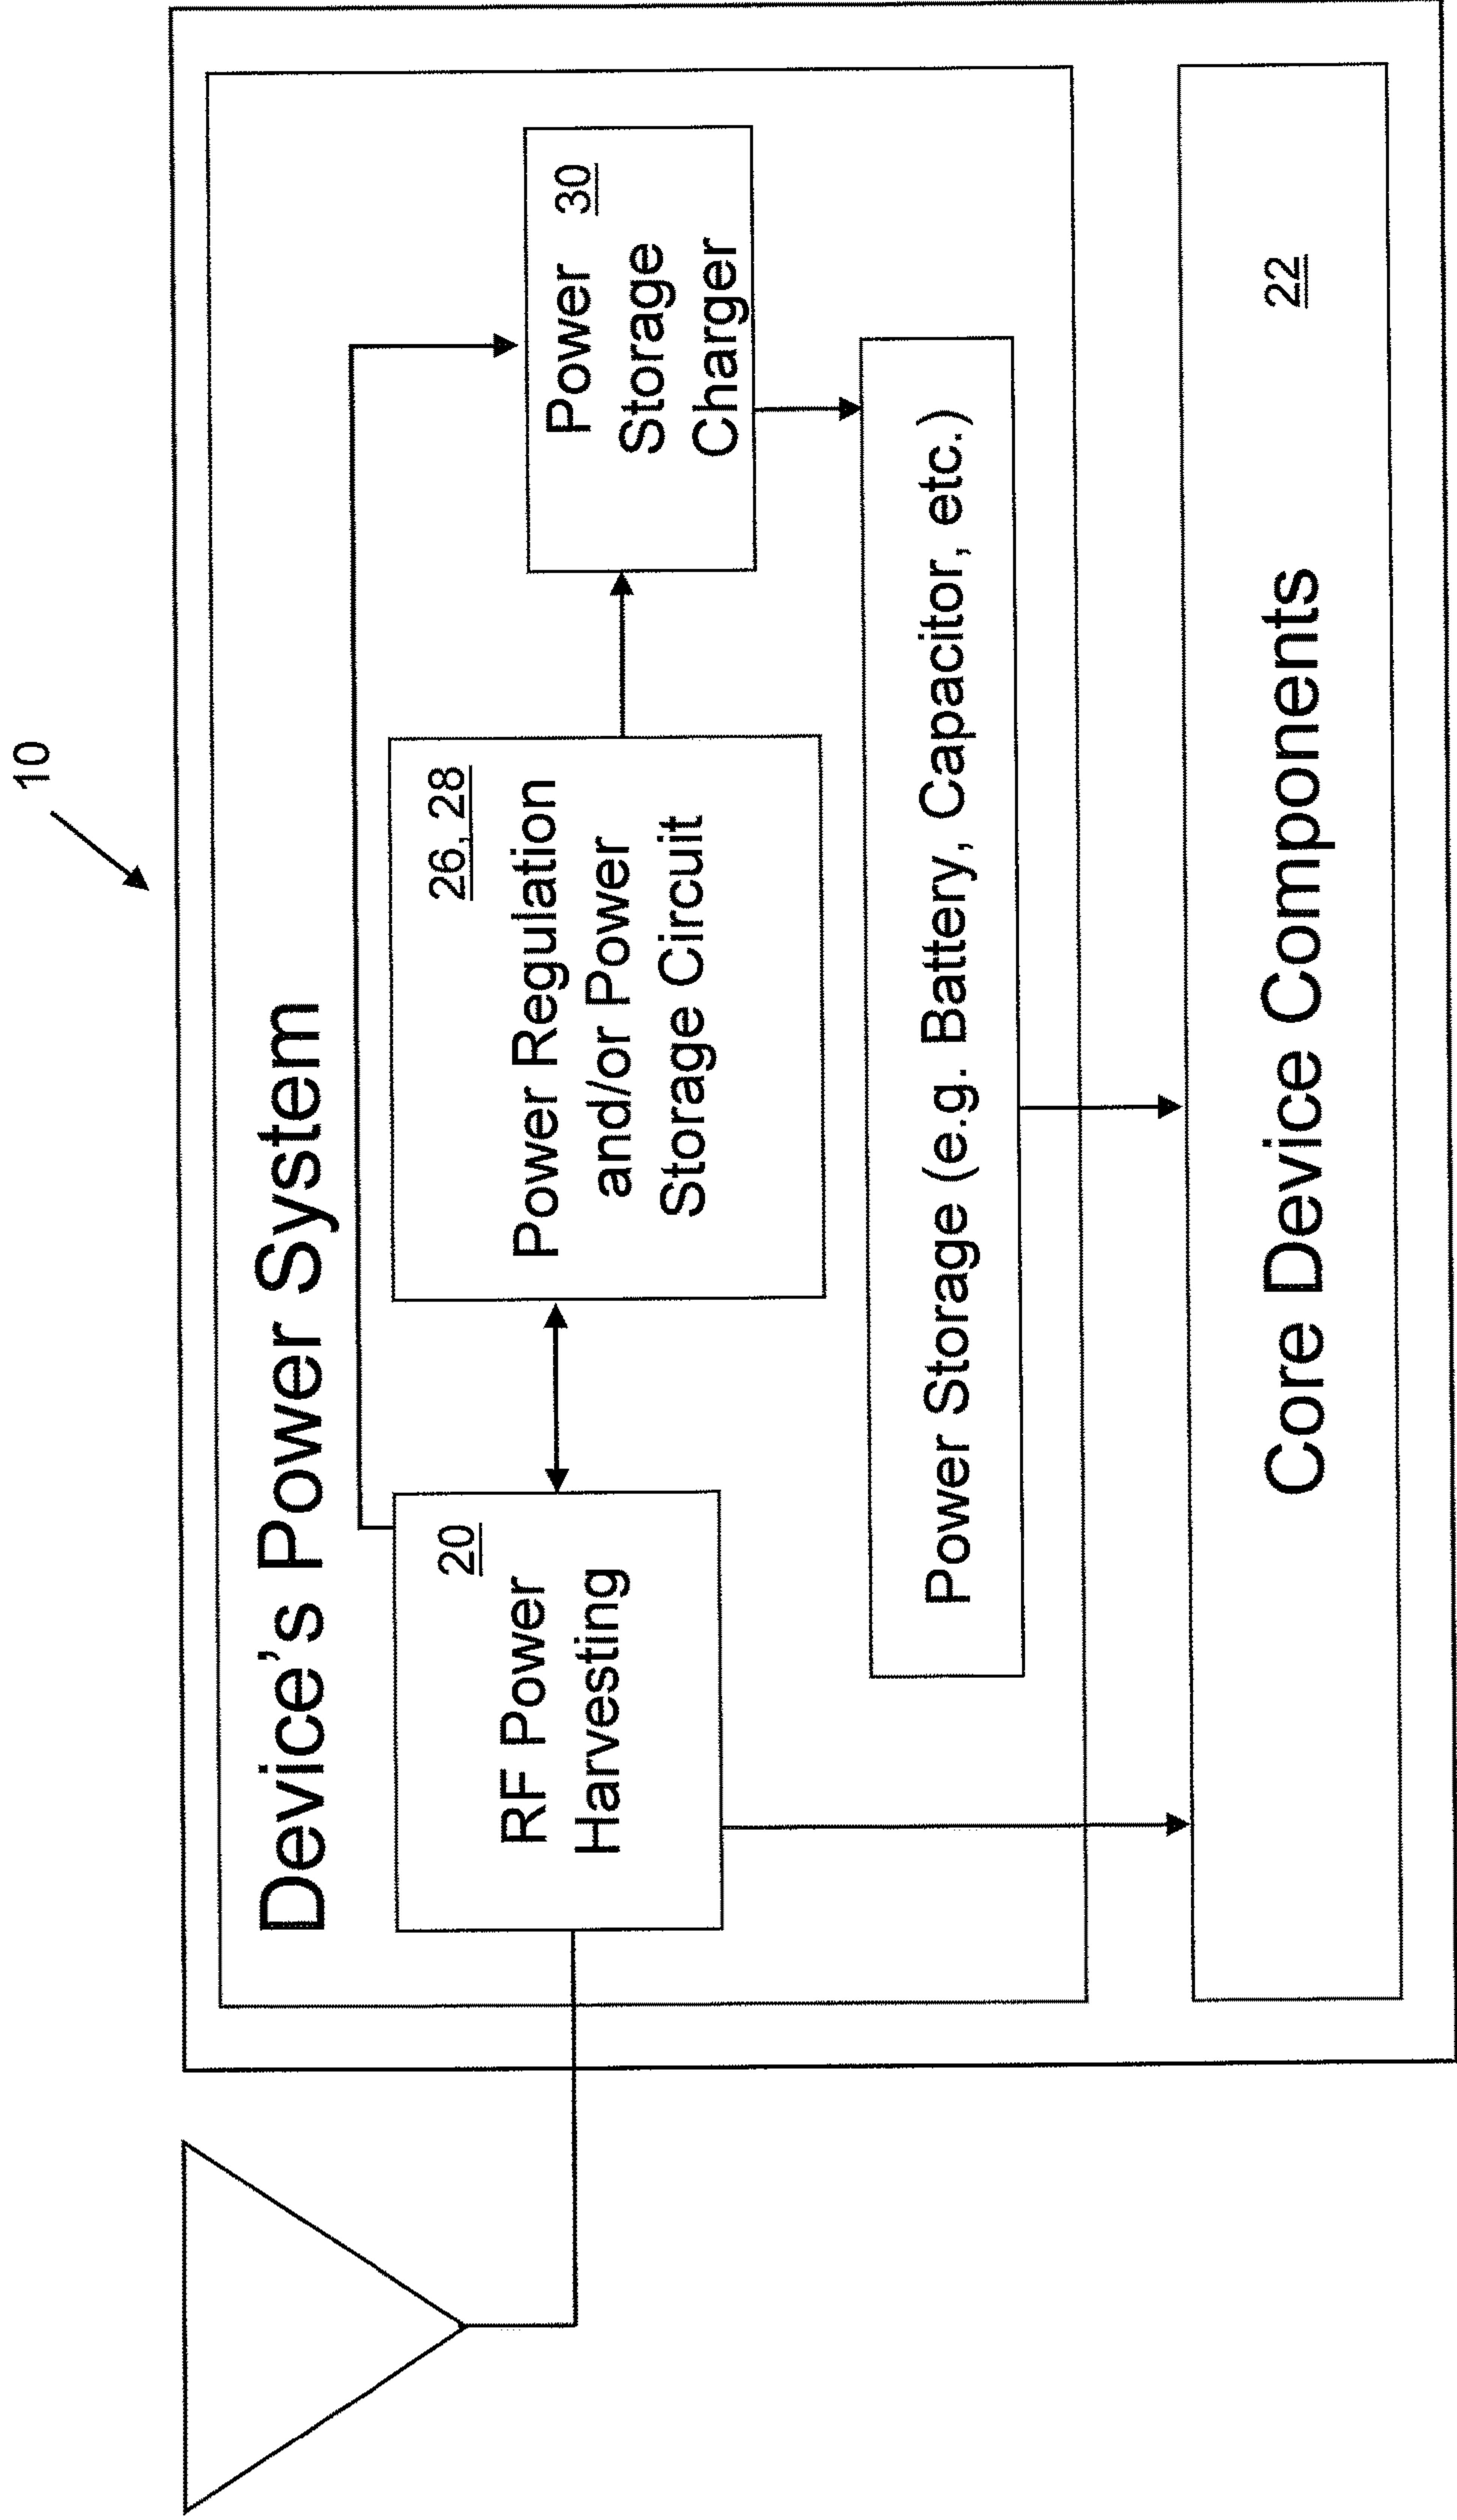 10
Device's Power System
20
RF Power
Harvesting
26, 28
Power Regulation
and/or Power
Storage Circuit
Power 30
Storage
Charger
Power Storage (e.g. Battery, Capacitor, etc.)
Core Device Components 22